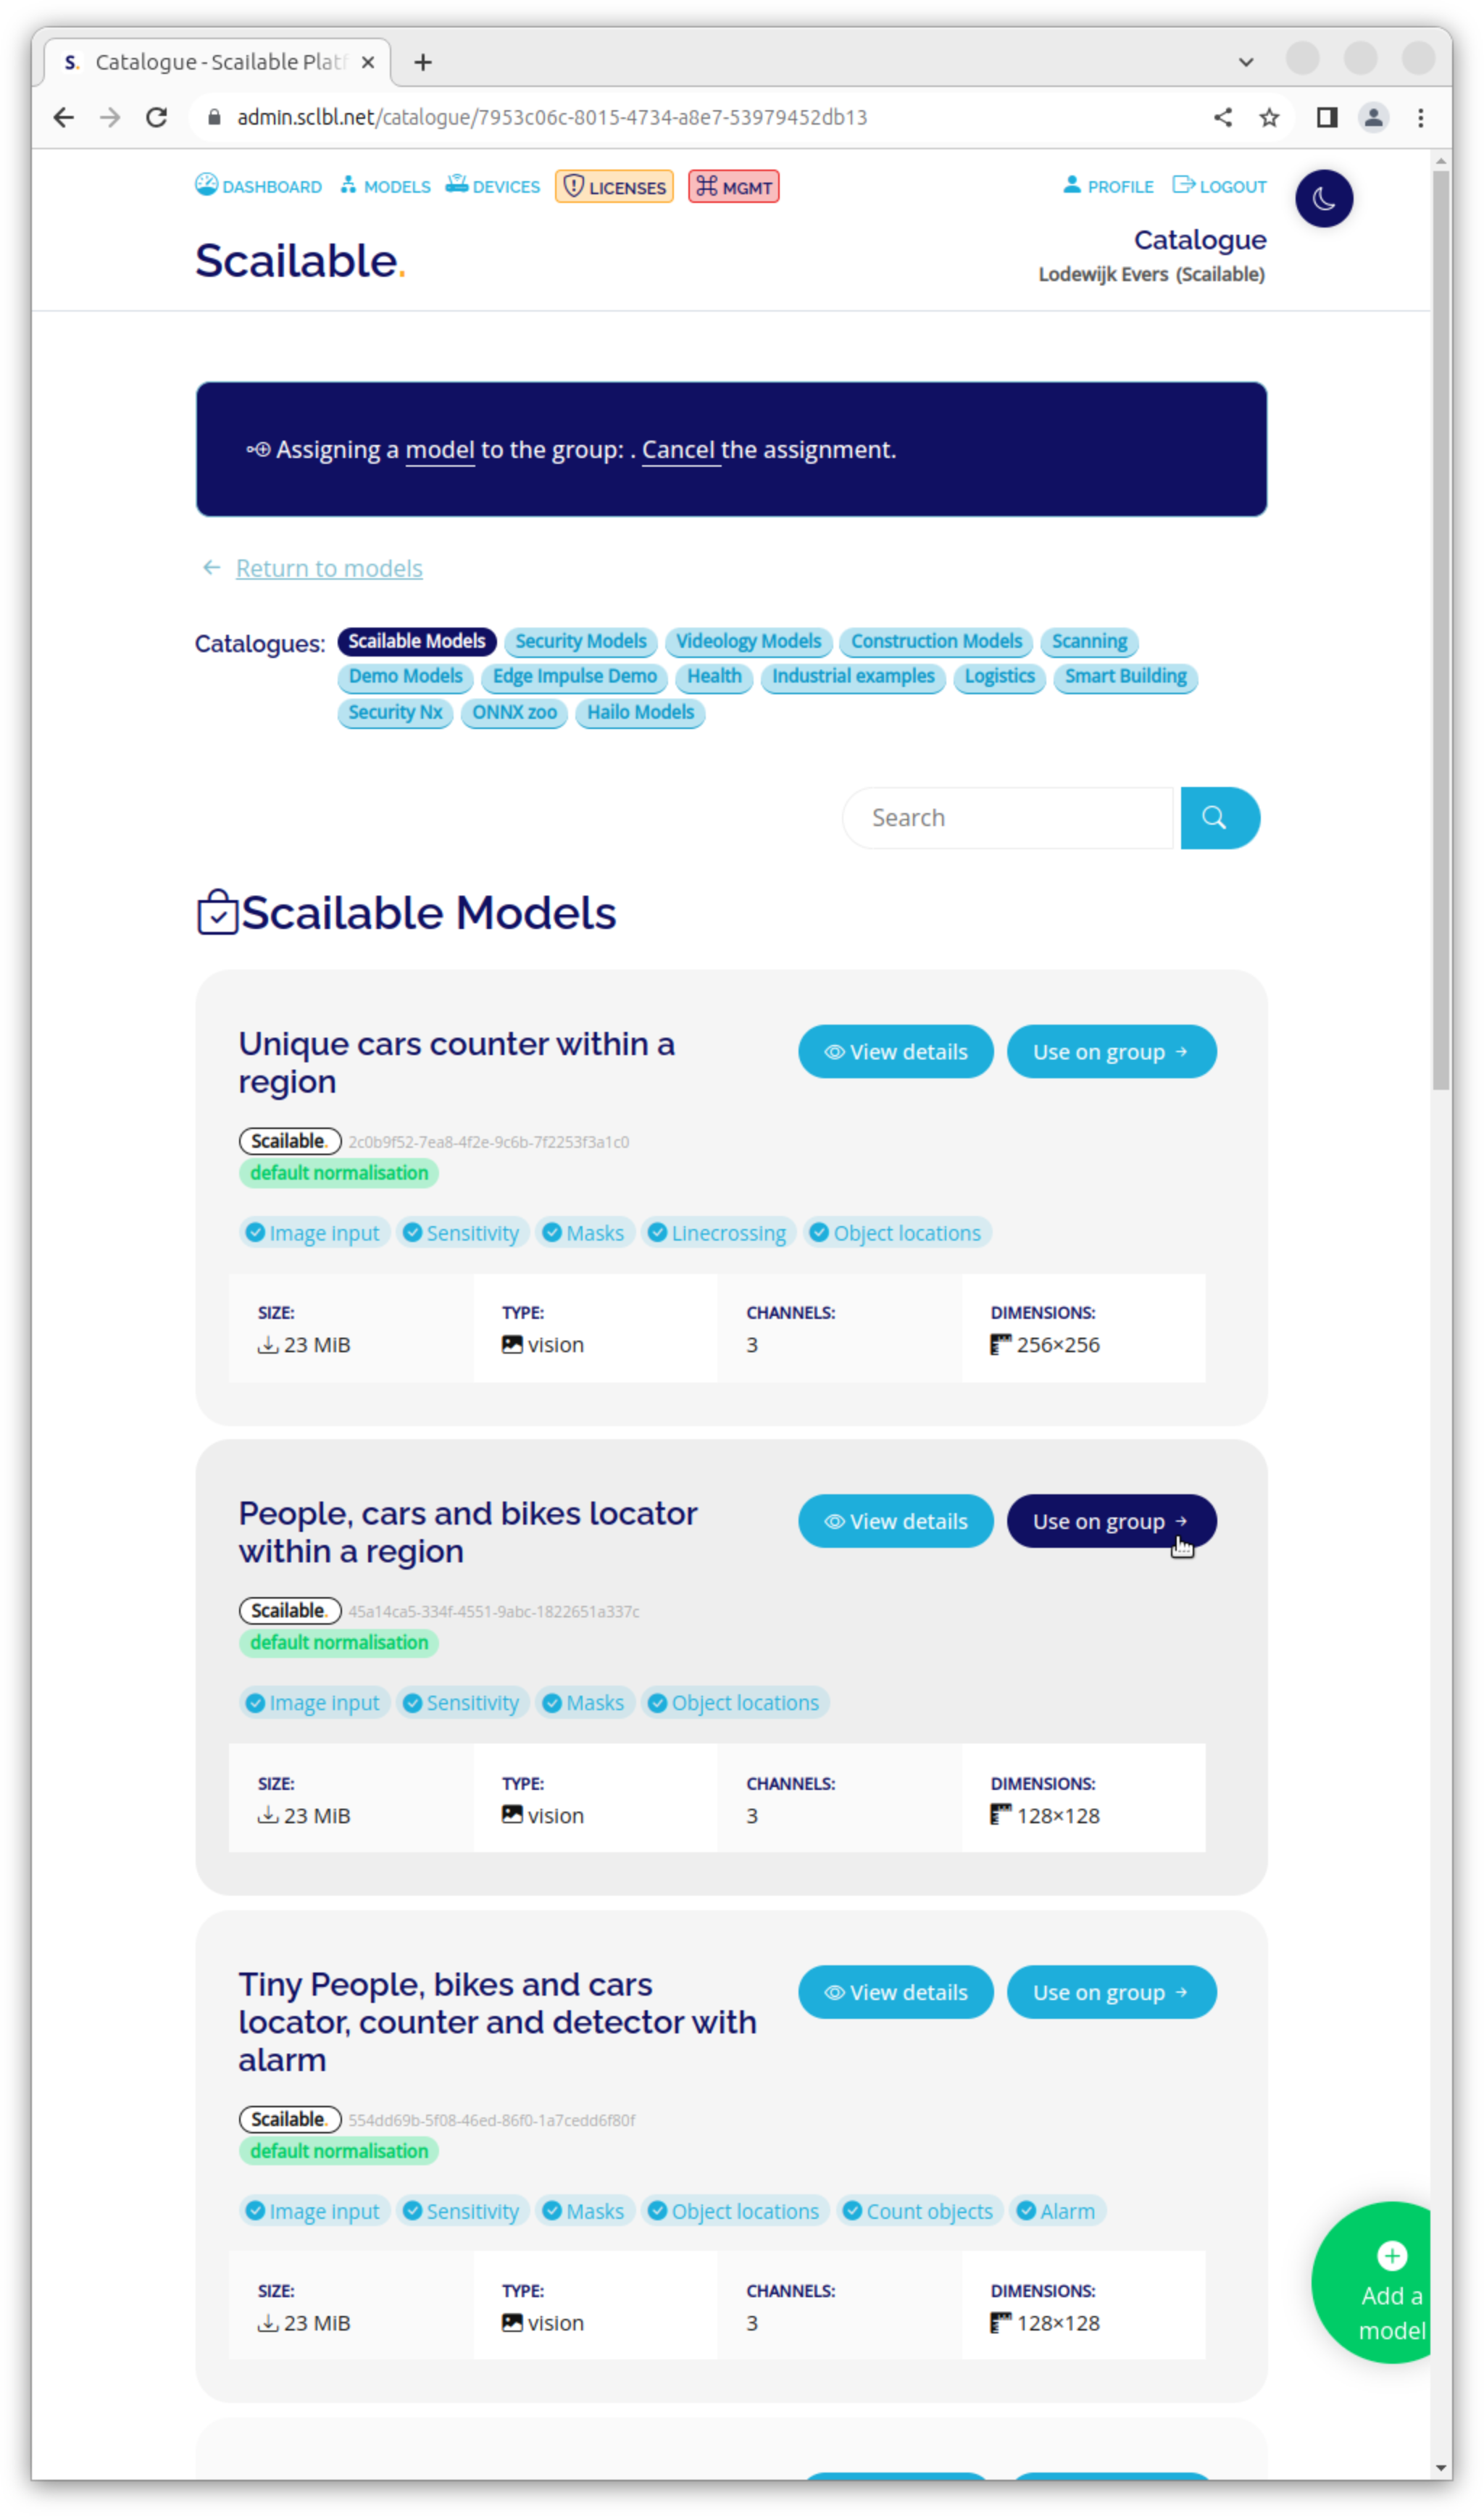 S. Catalogue - Scailable Platf
admin.sclbl.net/catalogue/7953c06c-8015-4734-a8e7-53979452db13
DASHBOARD MODELS DEVICES LICENSES MGMT PROFILE LOGOUT
Scailable.
Catalogue
Lodewijk Evers (Scailable)
Assigning a model to the group: . Cancel the assignment.
Return to models
Catalogues: Scailable Models Security Models Videology Models Construction Models Scanning
Demo Models Edge Impulse Demo Health Industrial examples Logistics Smart Building
Security Nx ONNX zoo Hailo Models
Search
Scailable Models
Unique cars counter within a
region
View details Use on group
Scailable. 2c0b9f52-7ea8-4f2e-9c6b-7f2253f3a1c0
default normalisation
Image input Sensitivity Masks Linecrossing Object locations
SIZE: TYPE: CHANNELS: DIMENSIONS:
23 MiB vision 3 256×256
People, cars and bikes locator
within a region
View details Use on group
Scailable. 45a14ca5-334f-4551-9abc-1822651a337c
default normalisation
Image input Sensitivity Masks Object locations
SIZE: TYPE: CHANNELS: DIMENSIONS:
23 MiB vision 3 128×128
Tiny People, bikes and cars
locator, counter and detector with
alarm
View details Use on group
Scailable. 554dd69b-5f08-46ed-86f0-1a7cedd6f80f
default normalisation
Image input Sensitivity Masks Object locations Count objects Alarm
SIZE: TYPE: CHANNELS: DIMENSIONS:
23 MiB vision 3 128×128
Add a
model